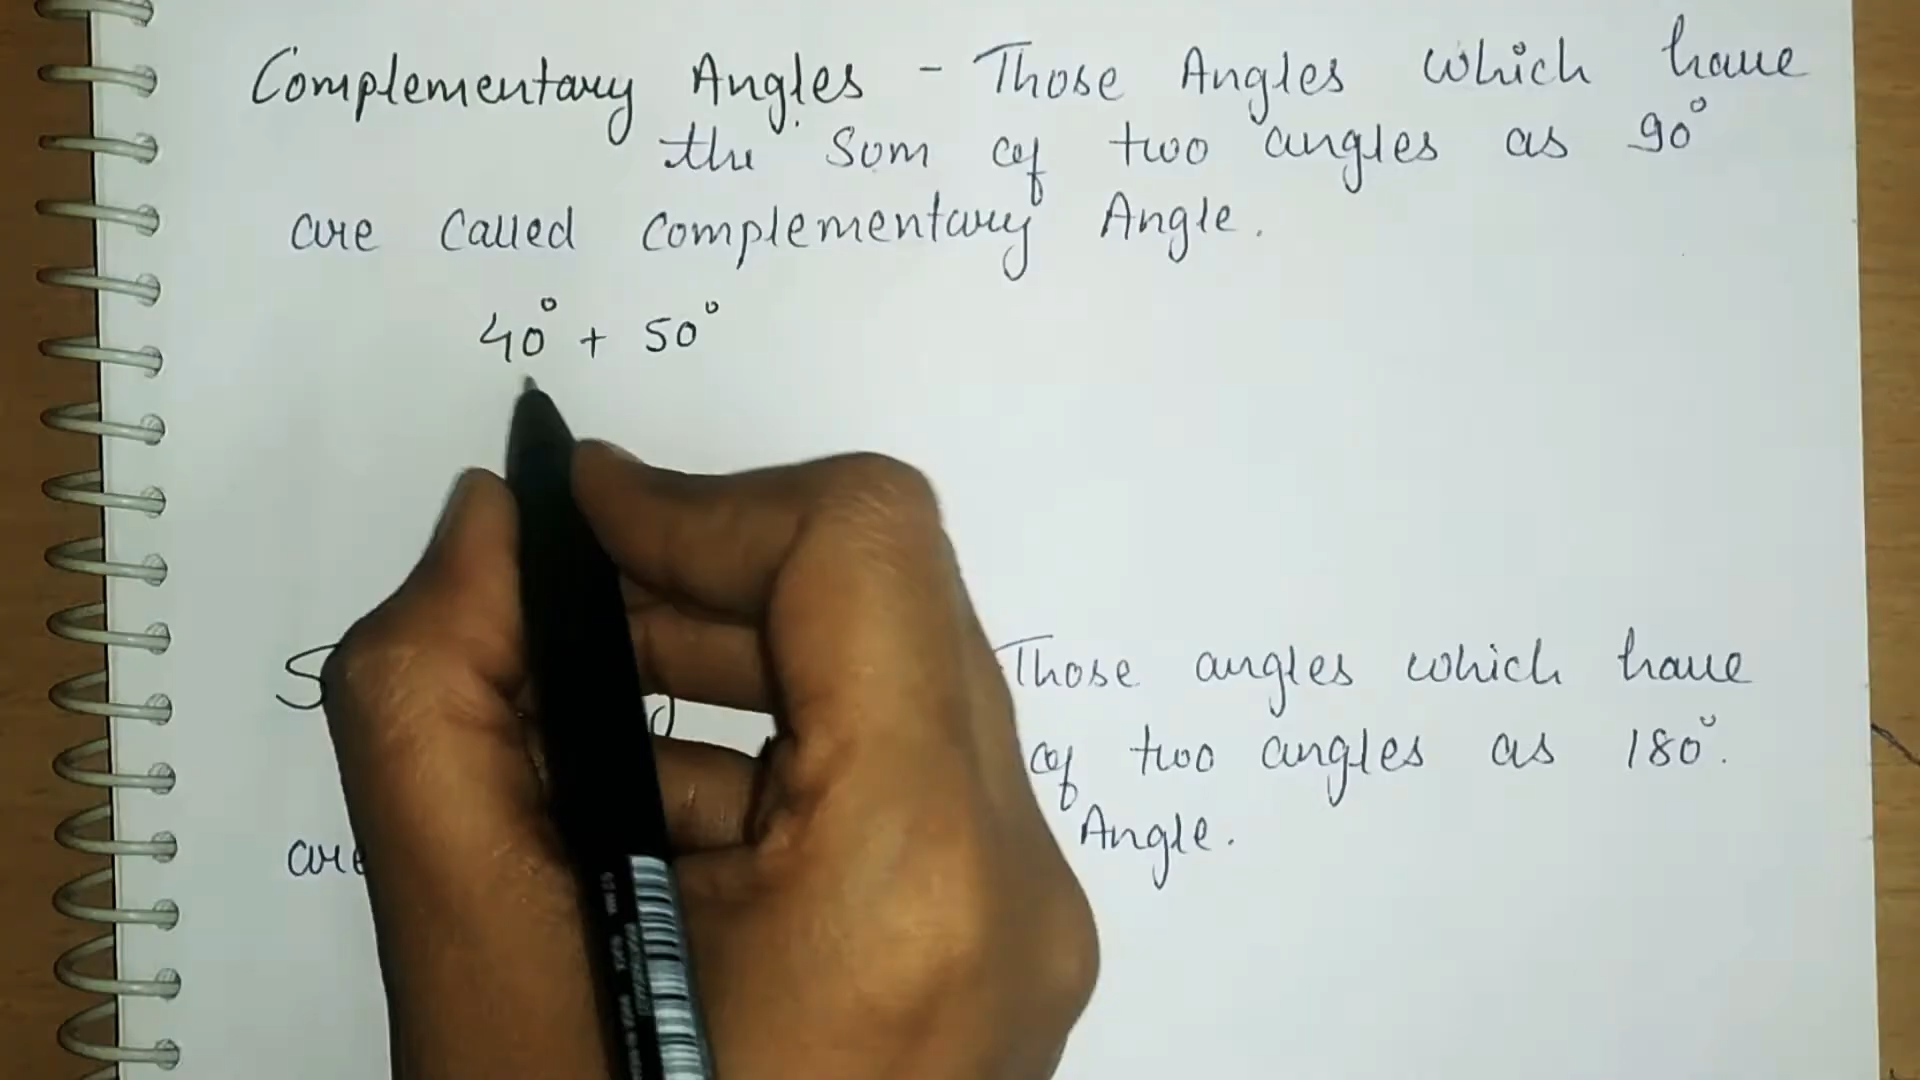 Complementary Angles - Those Angles which have
the Sum of two angles as 90°
are called complementary Angle.
40° + 50°
Those angles which have
of two angles as 180°.
are Angle.